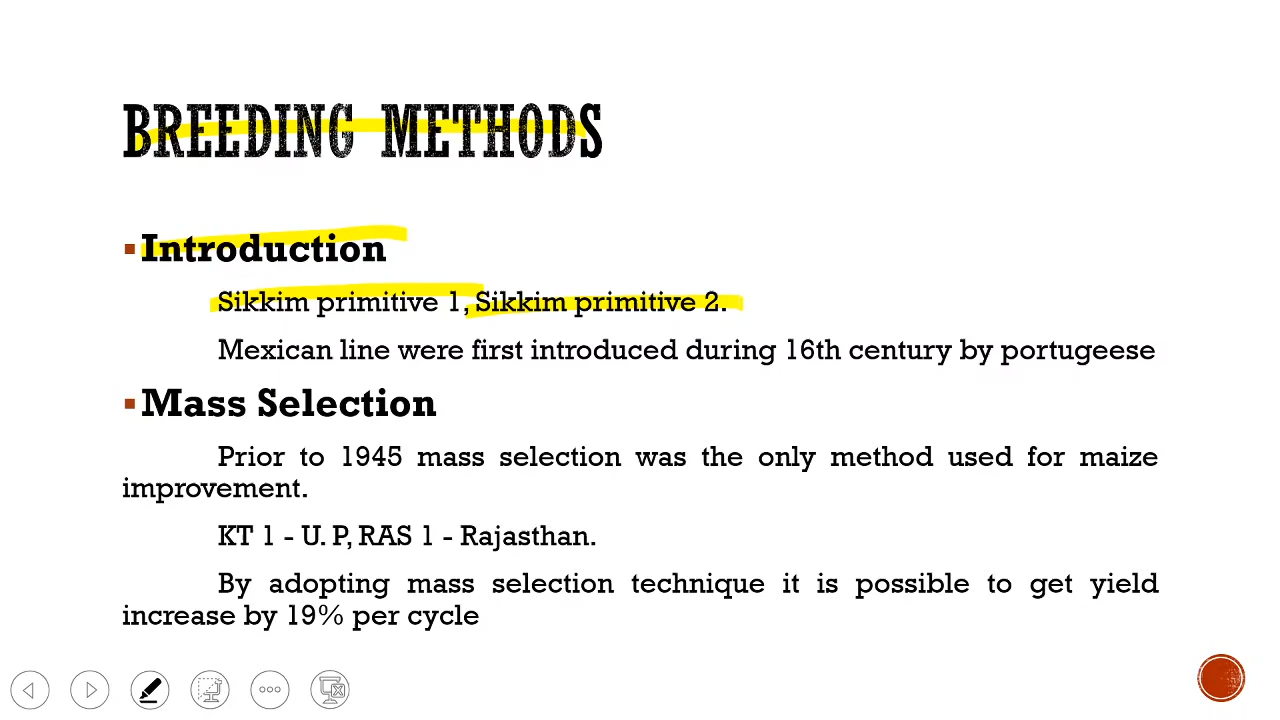 BREEDING METHODS
Introduction
Sikkim primitive 1, Sikkim primitive 2.
Mexican line were first introduced during 16th century by portugeese
Mass Selection
Prior to 1945 mass selection was the only method used for maize
improvement.
KT 1 - U. P, RAS 1 - Rajasthan.
By adopting mass selection technique it is possible to get yield
increase by 19% per cycle